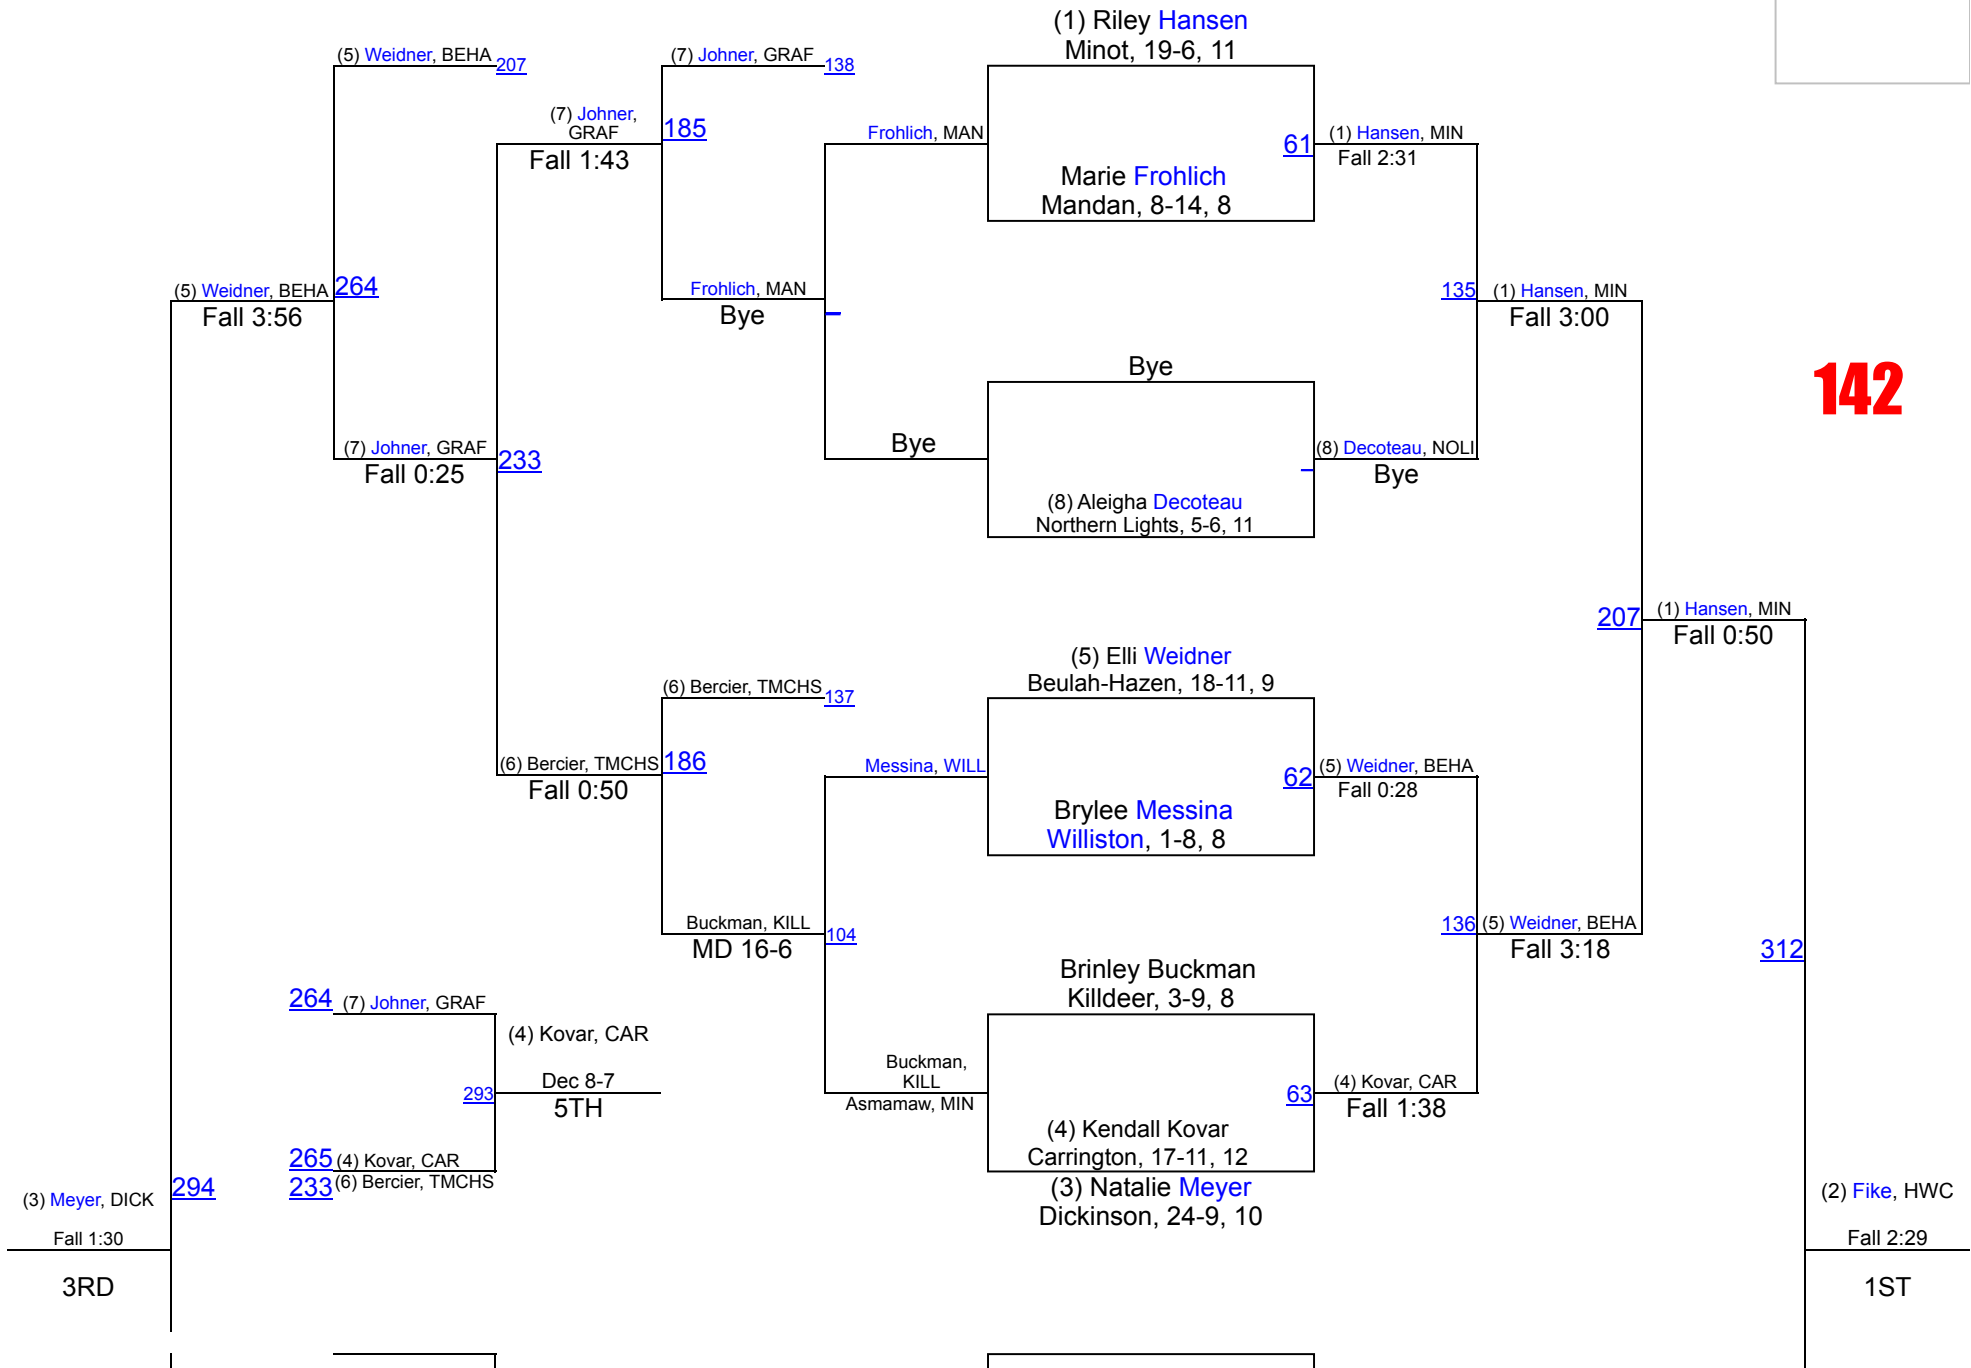 (1) Riley Hansen
Minot, 19-6, 11
(5) Weidner, BEHA
207
(7) Johner, GRAF
138
(7) Johner,
GRAF
Fall 1:43
185
Frohlich, MAN
61
(1) Hansen, MIN
Fall 2:31
Marie Frohlich
Mandan, 8-14, 8
(5) Weidner, BEHA
Fall 3:56
264
Frohlich, MAN
Bye
135
(1) Hansen, MIN
Fall 3:00
Bye
142
(7) Johner, GRAF
Fall 0:25
233
Bye
(8) Decoteau, NOLI
Bye
(8) Aleigha Decoteau
Northern Lights, 5-6, 11
207
(1) Hansen, MIN
Fall 0:50
(5) Elli Weidner
Beulah-Hazen, 18-11, 9
(6) Bercier, TMCHS
137
(6) Bercier, TMCHS
Fall 0:50
186
Messina, WILL
62
(5) Weidner, BEHA
Fall 0:28
Brylee Messina
Williston, 1-8, 8
Buckman, KILL
MD 16-6
104
136
(5) Weidner, BEHA
Fall 3:18
312
Brinley Buckman
Killdeer, 3-9, 8
264
(7) Johner, GRAF
(4) Kovar, CAR
Dec 8-7
5TH
293
Buckman,
KILL
Asmamaw, MIN
63
(4) Kovar, CAR
Fall 1:38
(4) Kendall Kovar
Carrington, 17-11, 12
265
(4) Kovar, CAR
233
(6) Bercier, TMCHS
(3) Natalie Meyer
Dickinson, 24-9, 10
(3) Meyer, DICK
294
Fall 1:30
3RD
(2) Fike, HWC
Fall 2:29
1ST